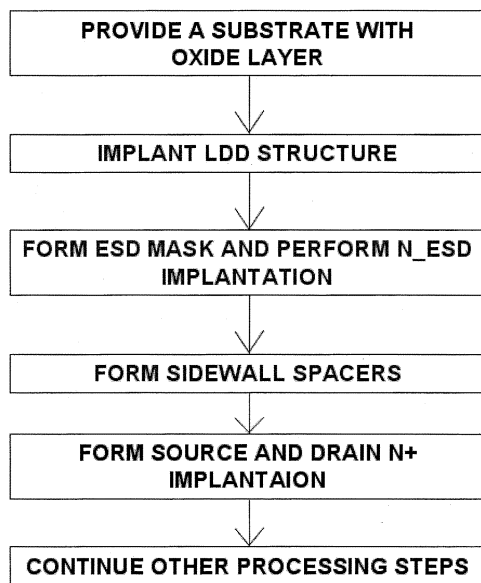 PROVIDE A SUBSTRATE WITH
OXIDE LAYER
IMPLANT LDD STRUCTURE
FORM ESD MASK AND PERFORM N_ESD
IMPLANTATION
FORM SIDEWALL SPACERS
FORM SOURCE AND DRAIN N+
IMPLANTAION
CONTINUE OTHER PROCESSING STEPS